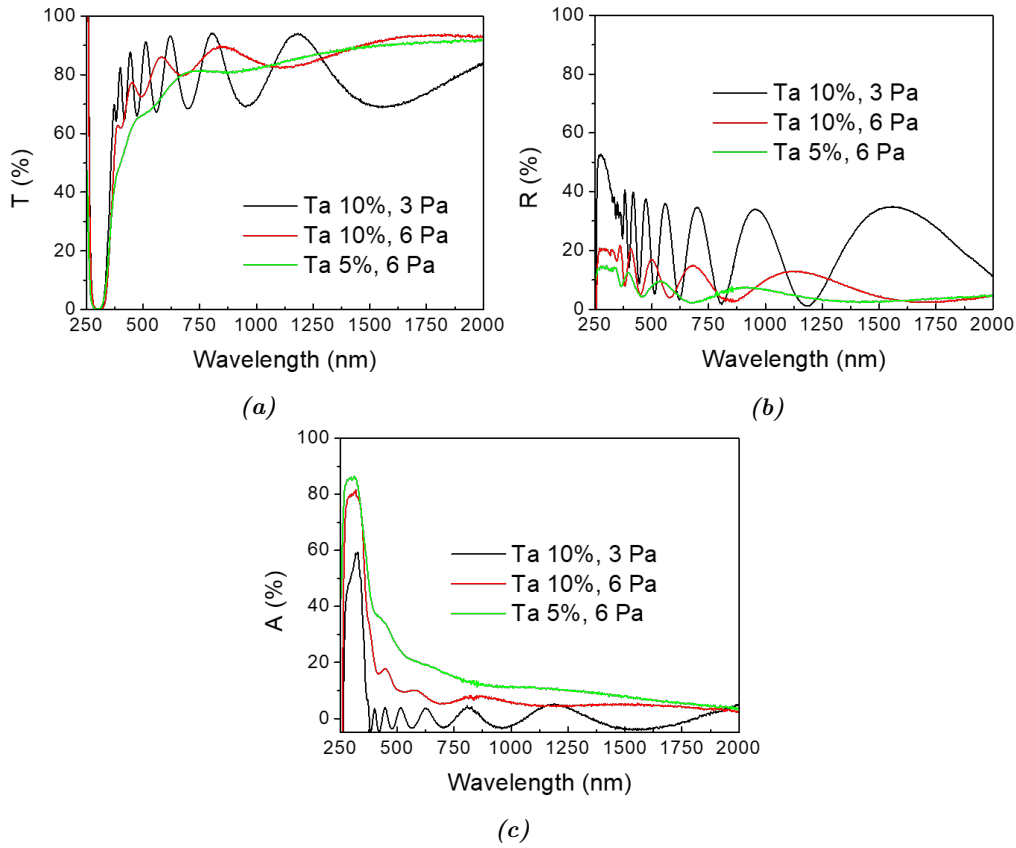 T (%)
100
80
60
40
20
0
Ta 10%, 3 Pa
Ta 10%, 6 Pa
Ta 5%, 6 Pa
250 500 750 1000 1250 1500 1750 2000
Wavelength (nm)
(a)
R (%)
100
80
60
40
20
0
Ta 10%, 3 Pa
Ta 10%, 6 Pa
Ta 5%, 6 Pa
250 500 750 1000 1250 1500 1750 2000
Wavelength (nm)
(b)
A (%)
100
80
60
40
20
0
Ta 10%, 3 Pa
Ta 10%, 6 Pa
Ta 5%, 6 Pa
250 500 750 1000 1250 1500 1750 2000
Wavelength (nm)
(c)